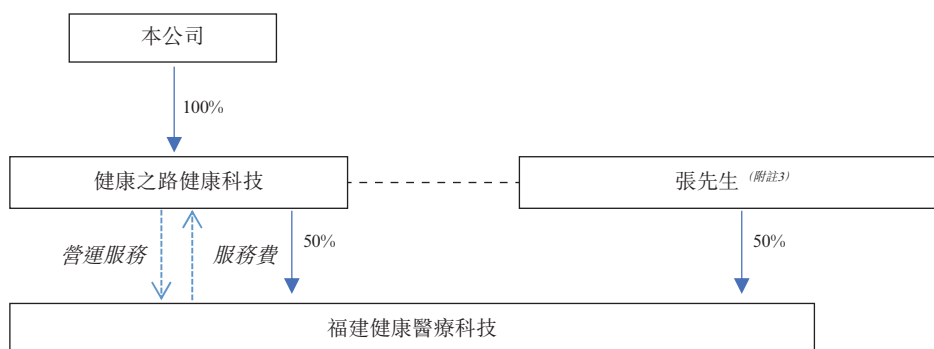 本公司
100%
健康之路健康科技
張先生 (附註3)
營運服務
服務費
50%
50%
福建健康醫療科技